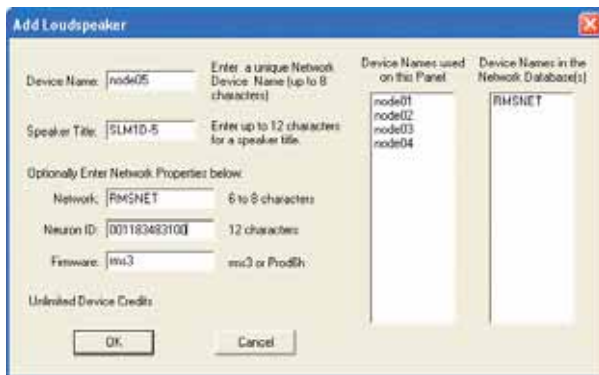 Add Loudspeaker
Device Name: node05
Enter a unique Network
Device Name (up to 8
characters)
Speaker Title: SLM1D-5
Enter up to 12 characters
for a speaker title.
Optionally Enter Network Properties below.
Network: RMSNET 6 to 8 characters
Neuron ID: 001183483100 12 characters
Firmware: rms3 rms3 or Prod6h
Unlimited Device Credits
OK Cancel
Device Names used
on this Panel
node01
node02
node03
node04
Device Names in the
Network Database(s)
RMSNET